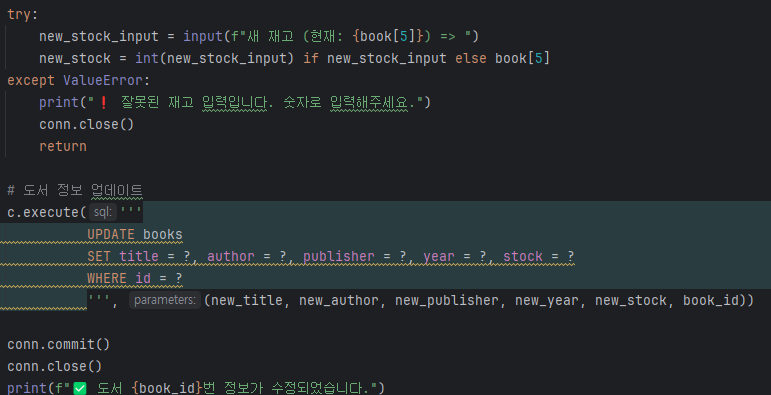 try:
    new_stock_input = input(f"새 재고 (현재: {book[5]}) => ")
    new_stock = int(new_stock_input) if new_stock_input else book[5]
except ValueError:
    print("❗ 잘못된 재고 입력입니다. 숫자로 입력해주세요.")
    conn.close()
    return
# 도서 정보 업데이트
c.execute( sql: '''
        UPDATE books
        SET title = ?, author = ?, publisher = ?, year = ?, stock = ?
        WHERE id = ?
        ''', parameters: (new_title, new_author, new_publisher, new_year, new_stock, book_id))
conn.commit()
conn.close()
print(f"✅ 도서 {book_id}번 정보가 수정되었습니다.")